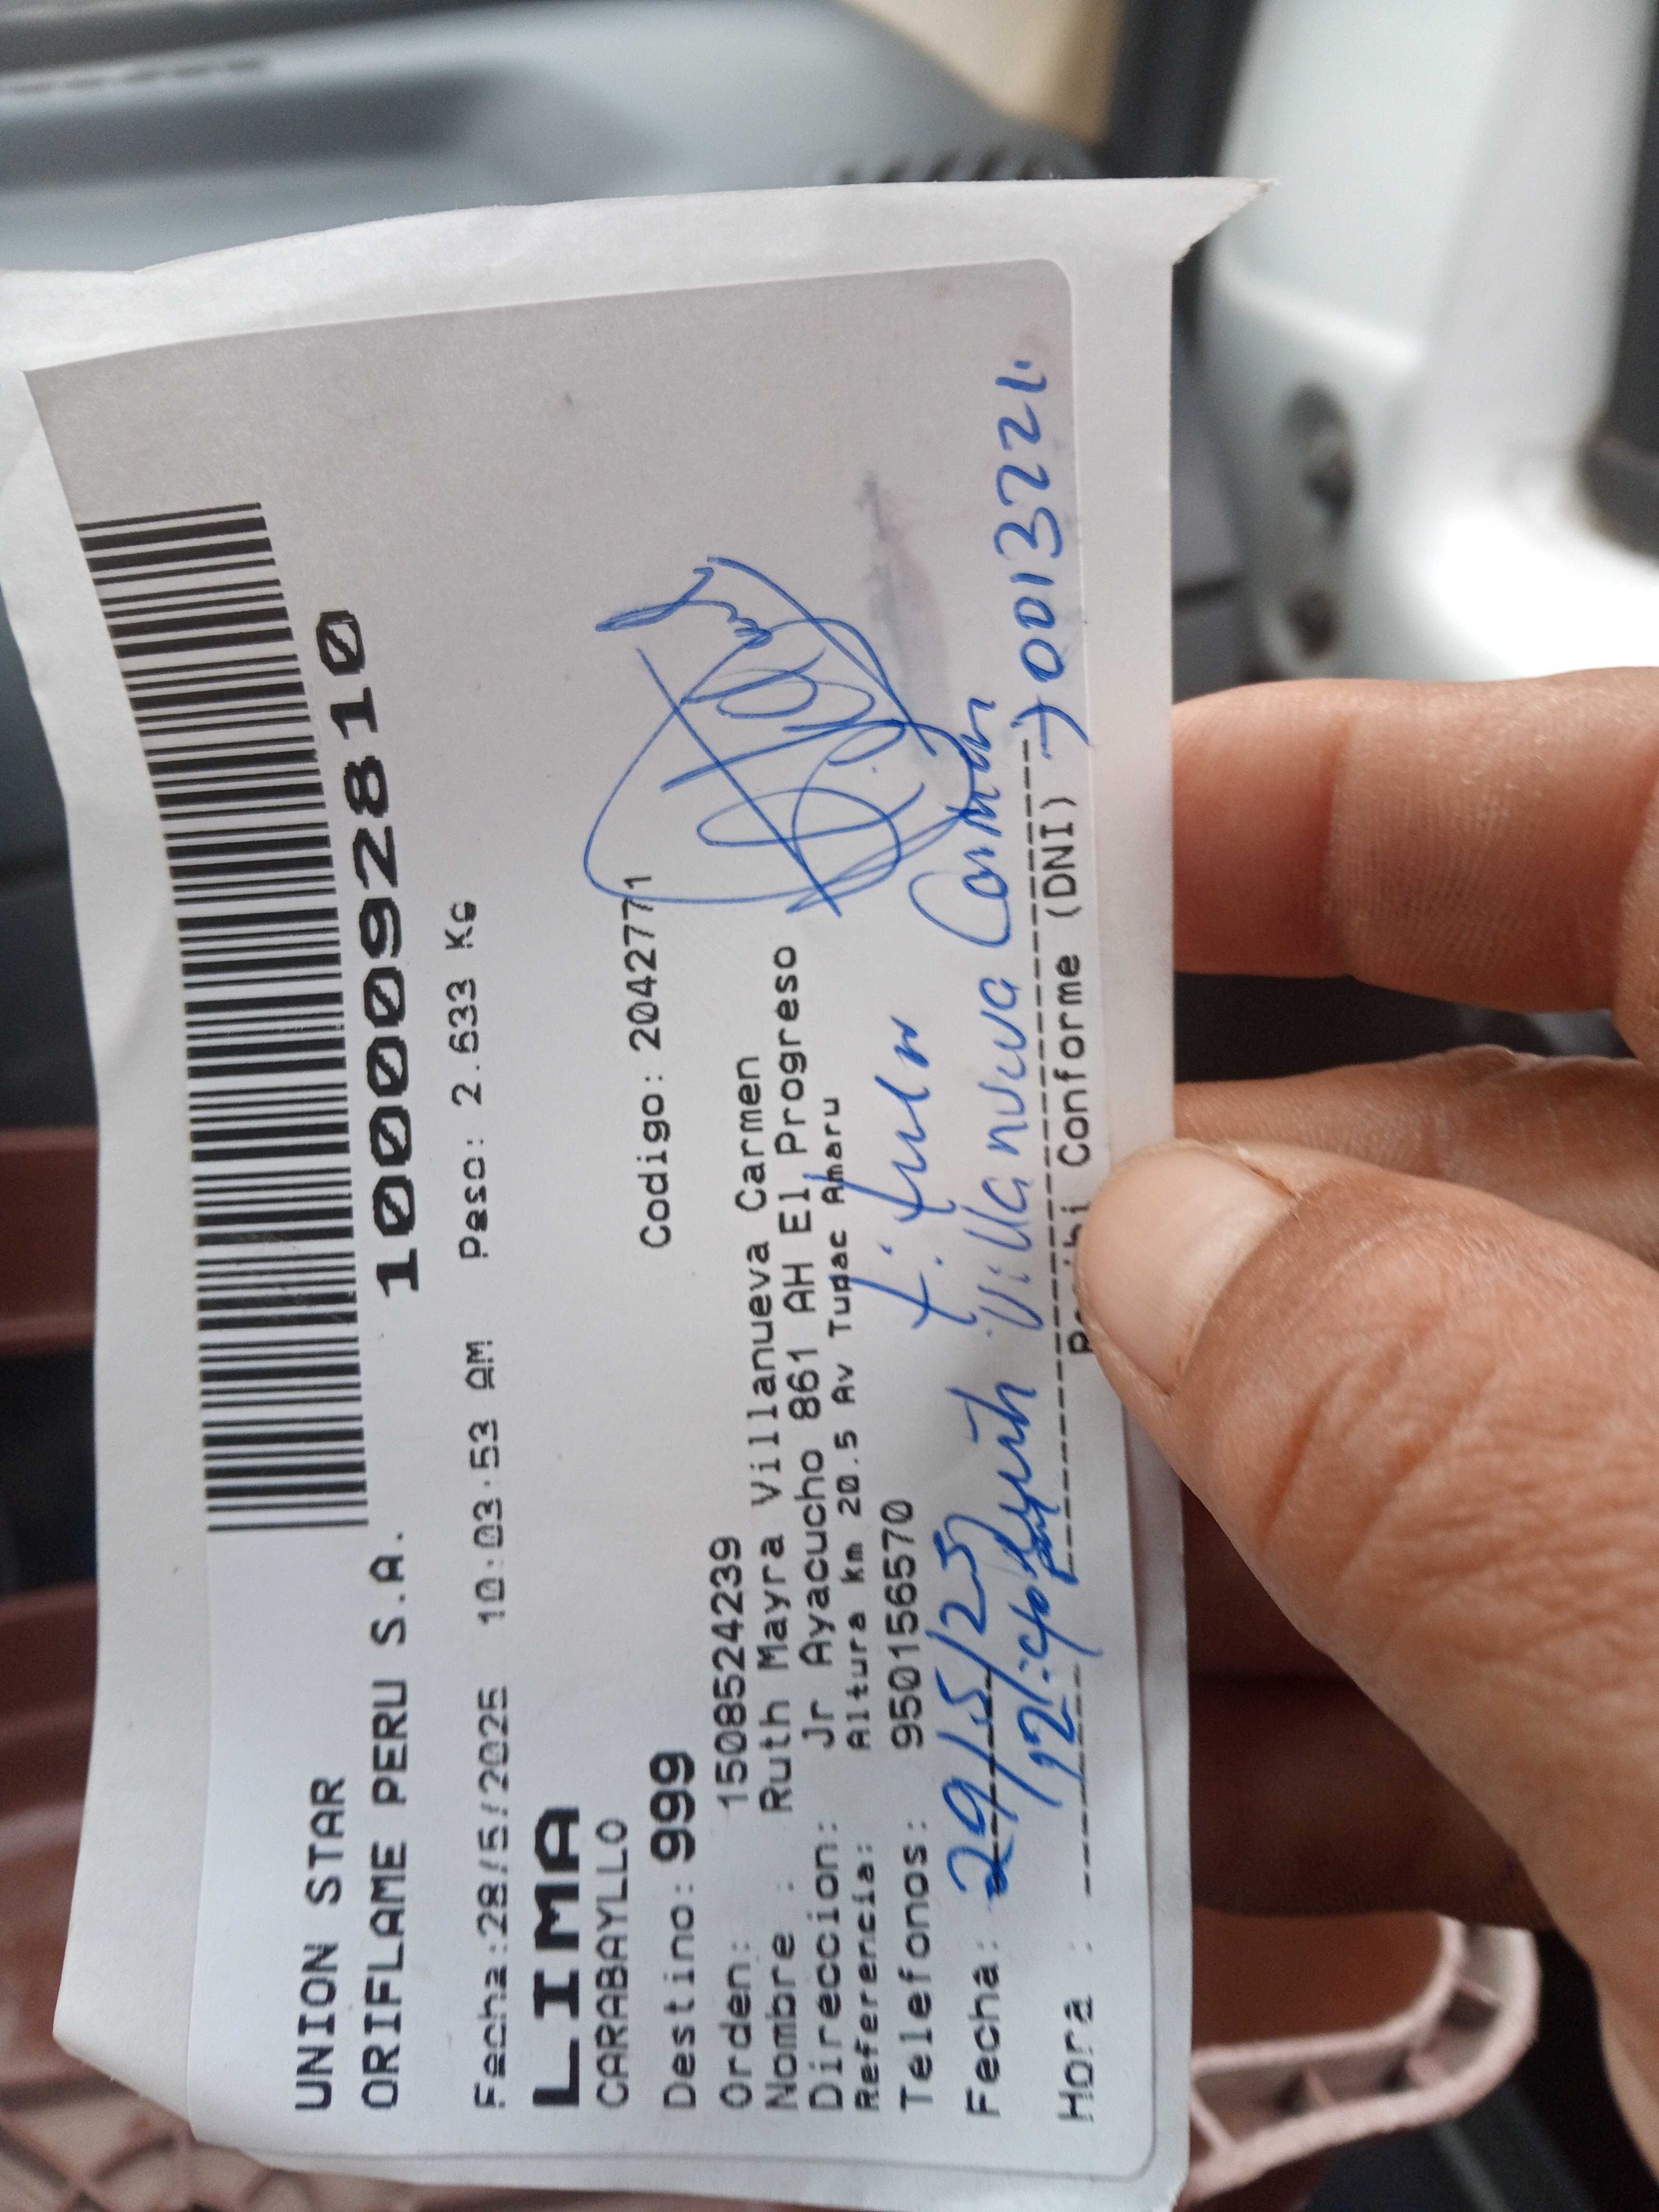 UNION STAR
ORIFLAME PERU S.A. 10000928810
Fecha:28/5/2025 10:03:53 AM Peso: 2.633 Kg
LIMA
CARABAYLLO
Destino: 999 Codigo: 2042771
Orden: 1508524239
Nombre : Ruth Mayra Villanueva Carmen
Direccion: Jr Ayacucho 861 AH El Progreso
Referencia: Altura km 20.5 Av Tupac Amaru
Telefonos: 950156570
Fecha: 29/5/25 titular
Hora : 12:40 Ruth Villanueva Carmen
Recibi Conforme (DNI) 00137221